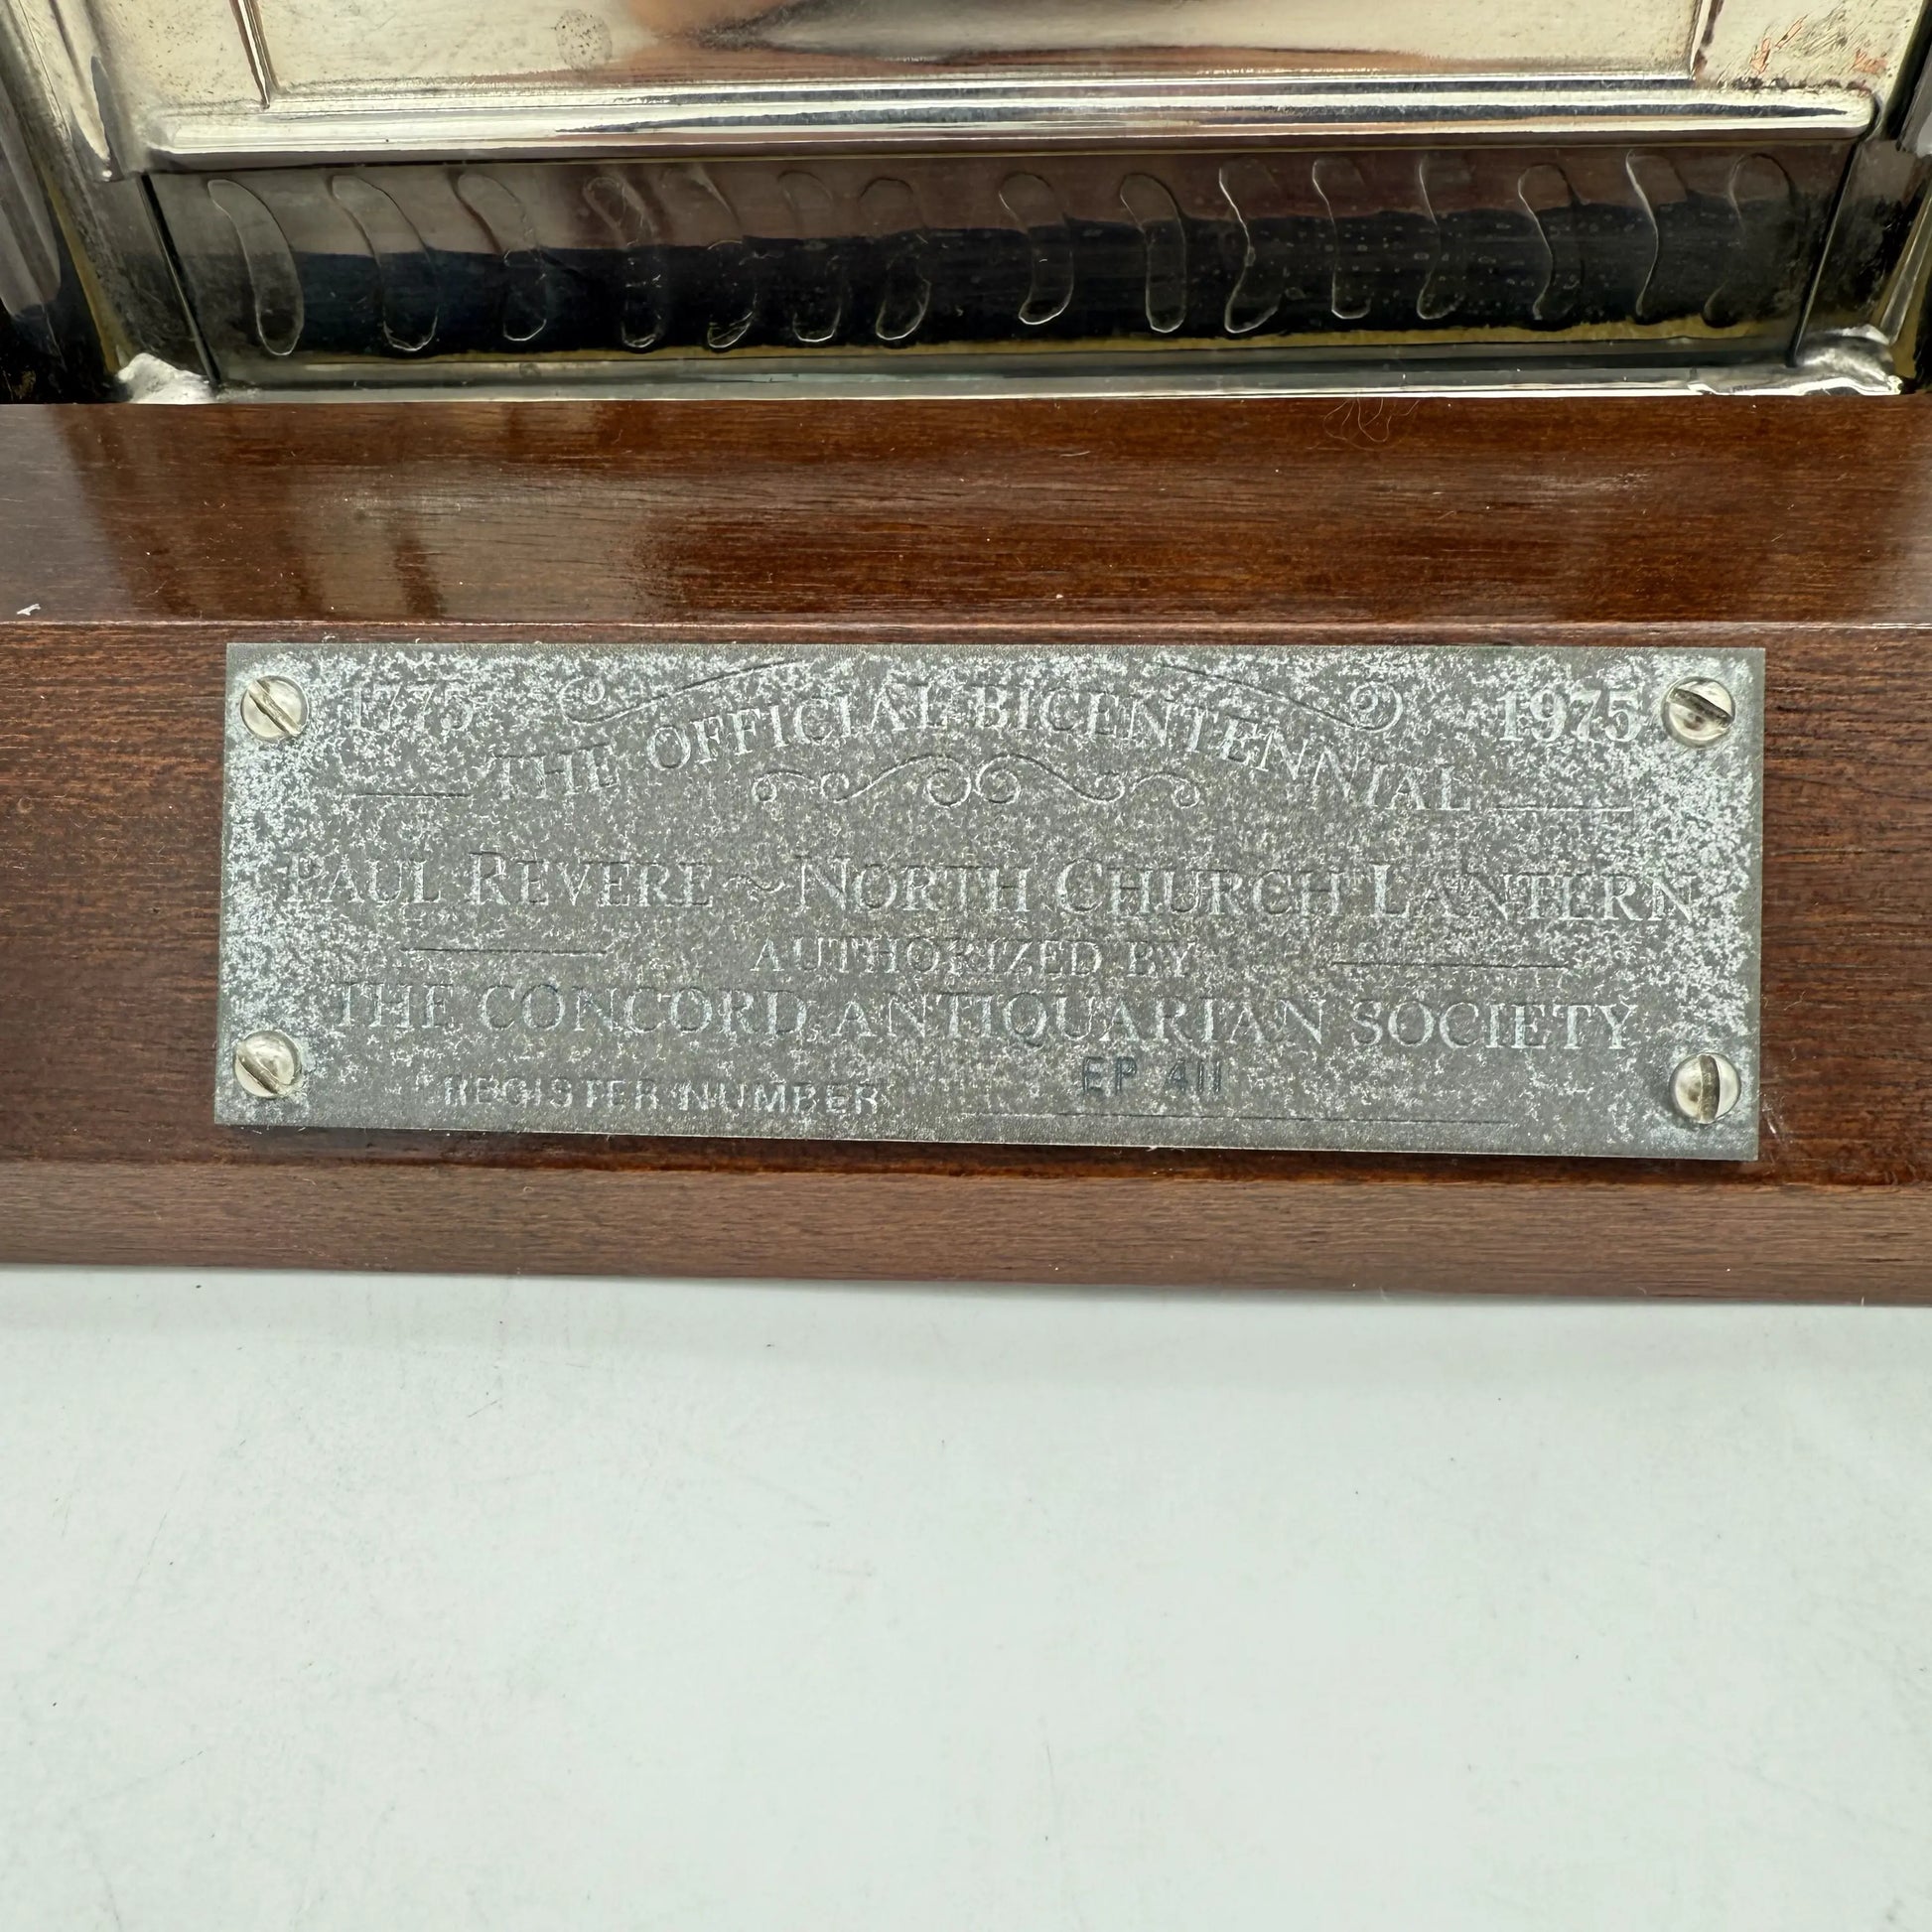 1775 1975
THE OFFICIAL BICENTENNIAL
PAUL REVERE ~ NORTH CHURCH LANTERN
AUTHORIZED BY
THE CONCORD ANTIQUARIAN SOCIETY
REGISTER NUMBER EP 411